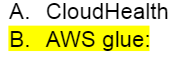 A. CloudHealth
B. AWS glue: